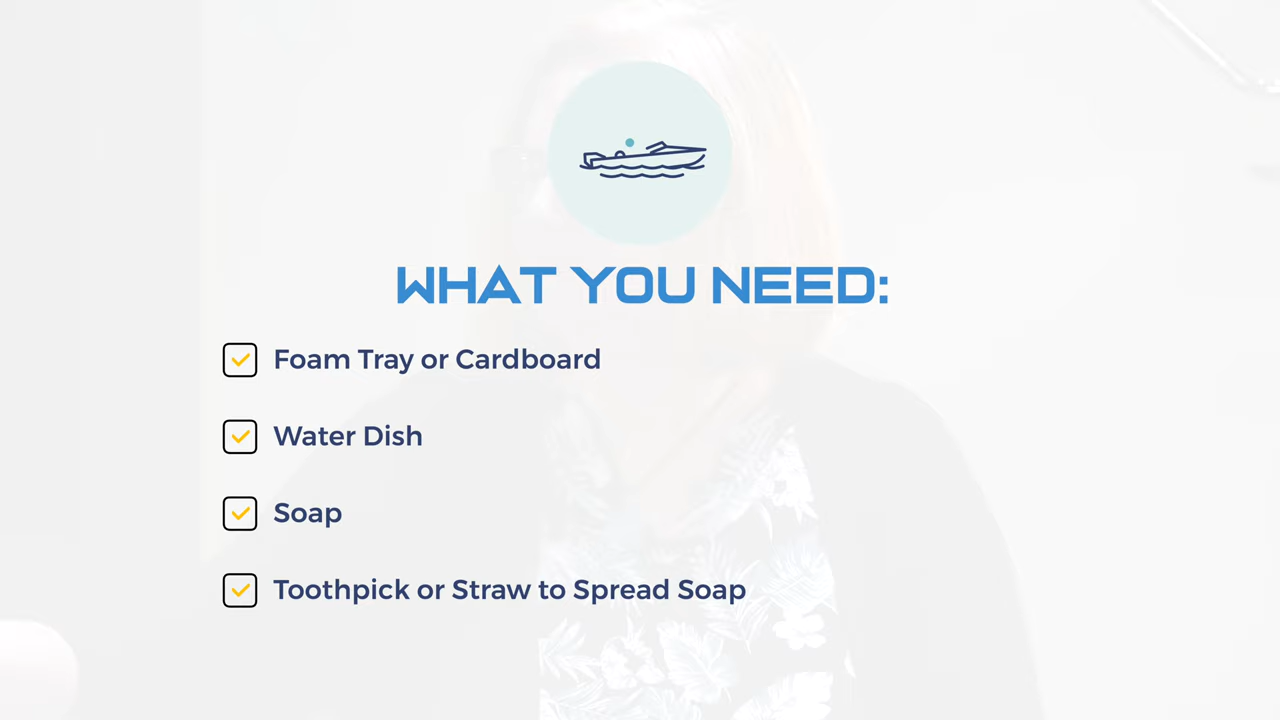 WHAT YOU NEED:
Foam Tray or Cardboard
Water Dish
Soap
Toothpick or Straw to Spread Soap